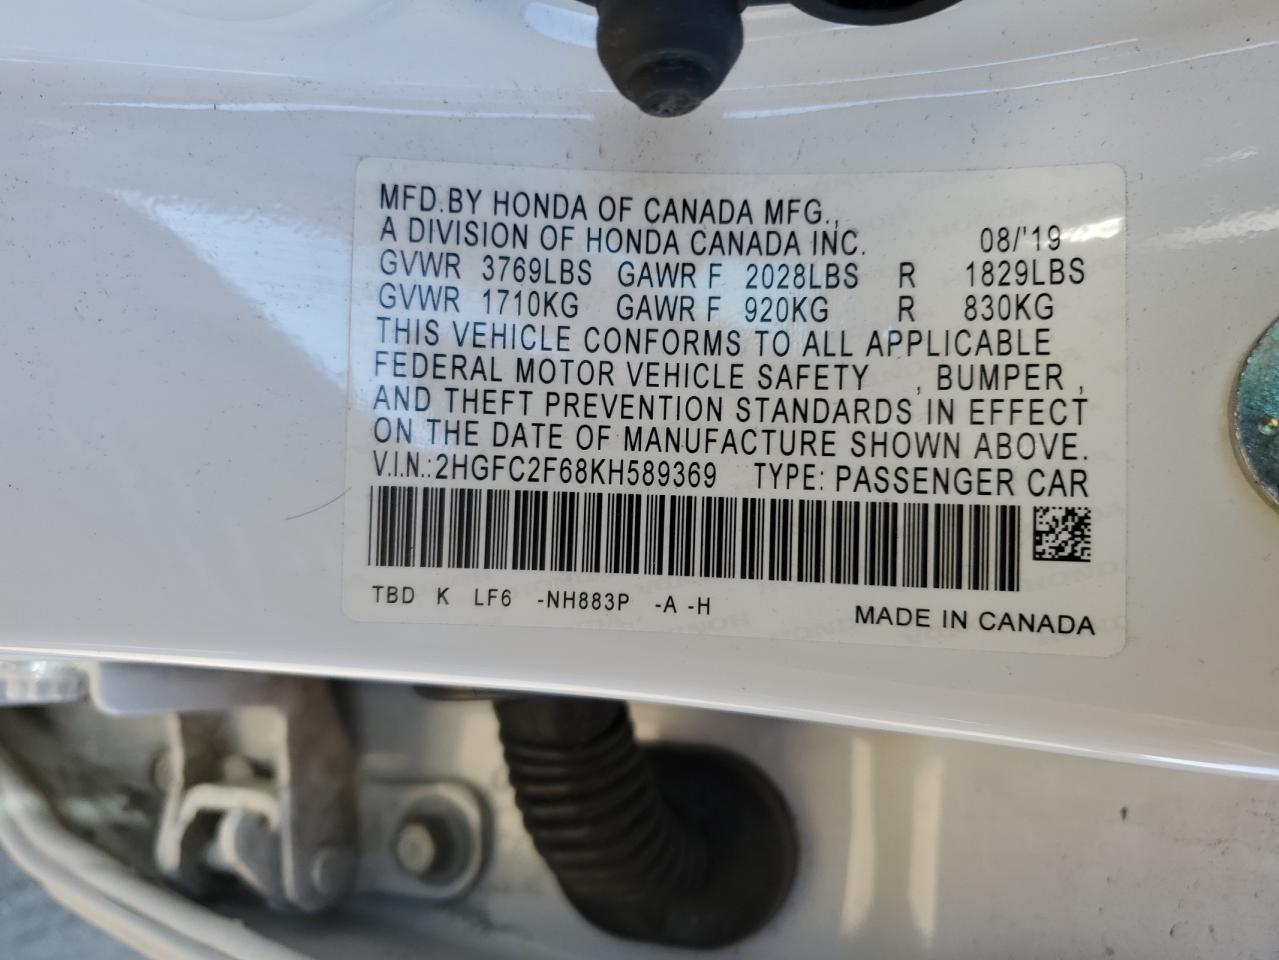 MFD.BY HONDA OF CANADA MFG.,
A DIVISION OF HONDA CANADA INC. 08/'19
GVWR 3769LBS GAWR F 2028LBS R 1829LBS
GVWR 1710KG GAWR F 920KG R 830KG
THIS VEHICLE CONFORMS TO ALL APPLICABLE
FEDERAL MOTOR VEHICLE SAFETY , BUMPER ,
AND THEFT PREVENTION STANDARDS IN EFFECT
ON THE DATE OF MANUFACTURE SHOWN ABOVE.
V.I.N.:2HGFC2F68KH589369 TYPE: PASSENGER CAR
TBD K LF6 -NH883P -A -H
MADE IN CANADA